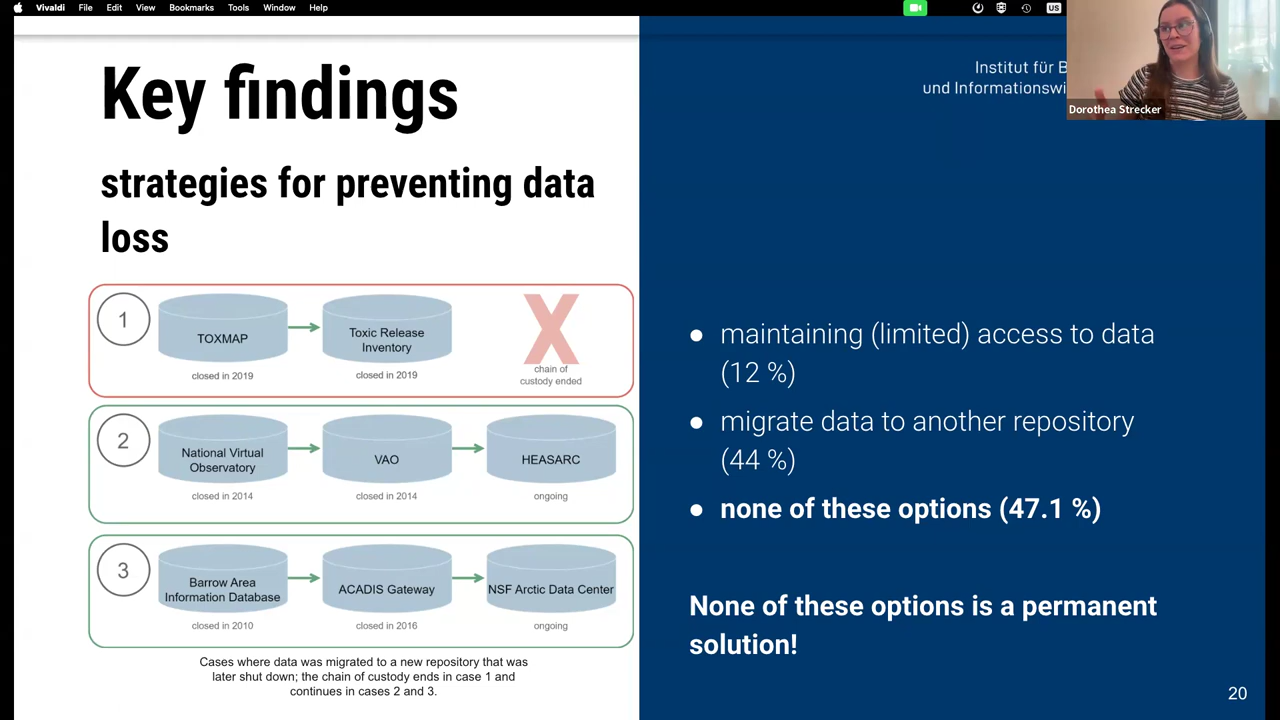 Vivaldi File Edit View Bookmarks Tools Window Help US
Institut für B
und Informationswi
Dorothea Strecker
Key findings
strategies for preventing data
loss
1
TOXMAP
closed in 2019
Toxic Release
Inventory
closed in 2019
X
chain of
custody ended
2
National Virtual
Observatory
closed in 2014
VAO
closed in 2014
HEASARC
ongoing
3
Barrow Area
Information Database
closed in 2010
ACADIS Gateway
closed in 2016
NSF Arctic Data Center
ongoing
Cases where data was migrated to a new repository that was
later shut down; the chain of custody ends in case 1 and
continues in cases 2 and 3.
● maintaining (limited) access to data
(12 %)
● migrate data to another repository
(44 %)
● none of these options (47.1 %)
None of these options is a permanent
solution!
20